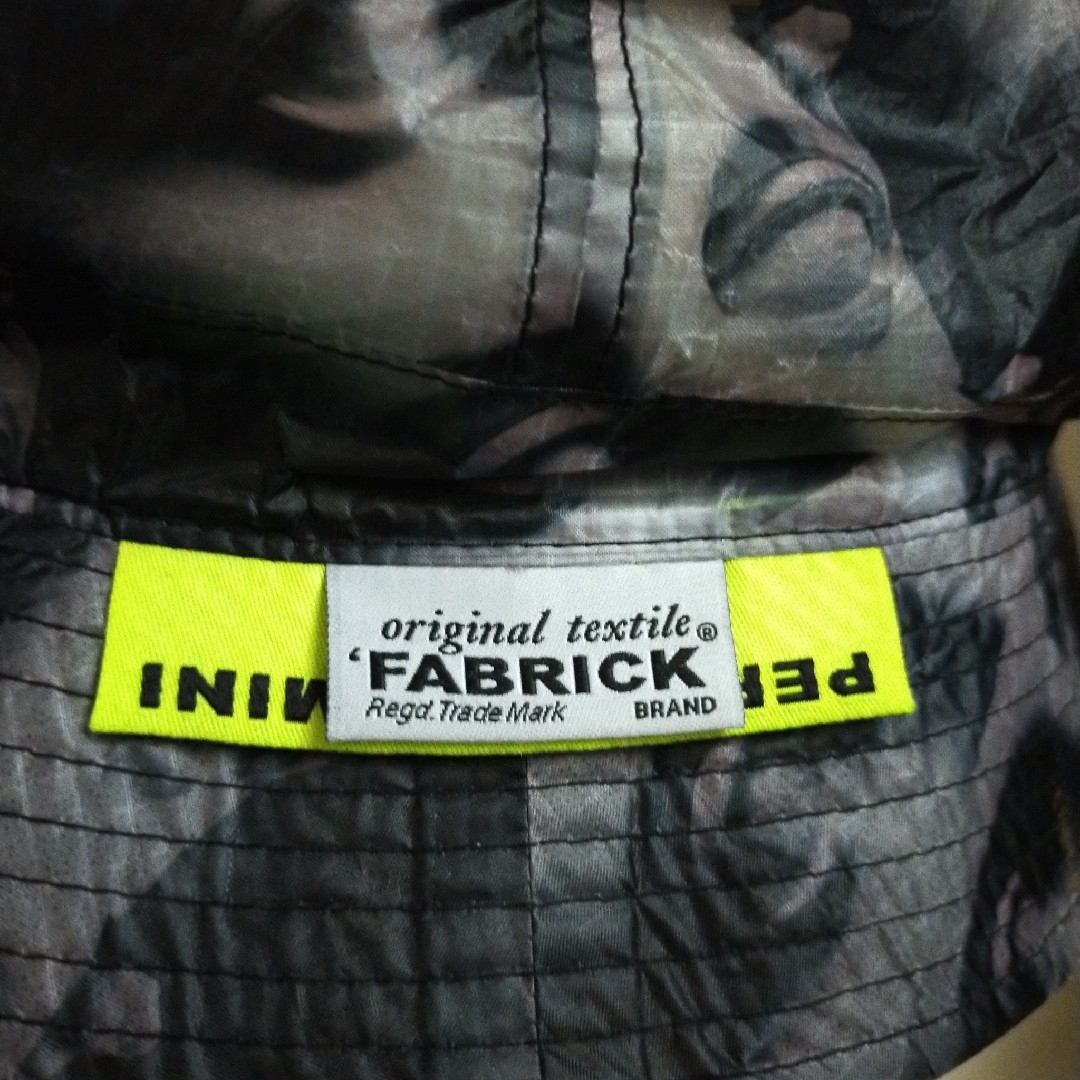 original textile®
‘FABRICK
Regd. Trade Mark BRAND